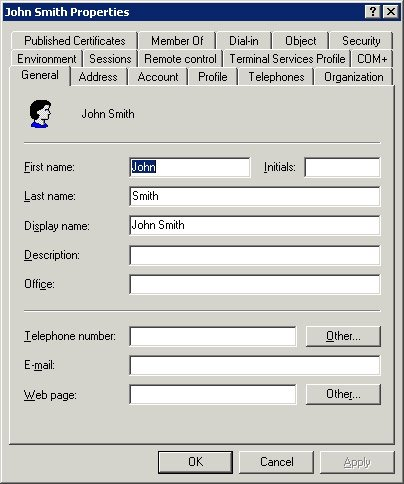 John Smith Properties
Published Certificates Member Of Dial-in Object Security
Environment Sessions Remote control Terminal Services Profile COM+
General Address Account Profile Telephones Organization
John Smith
First name: John Initials:
Last name: Smith
Display name: John Smith
Description:
Office:
Telephone number: Other...
E-mail:
Web page: Other...
OK Cancel Apply